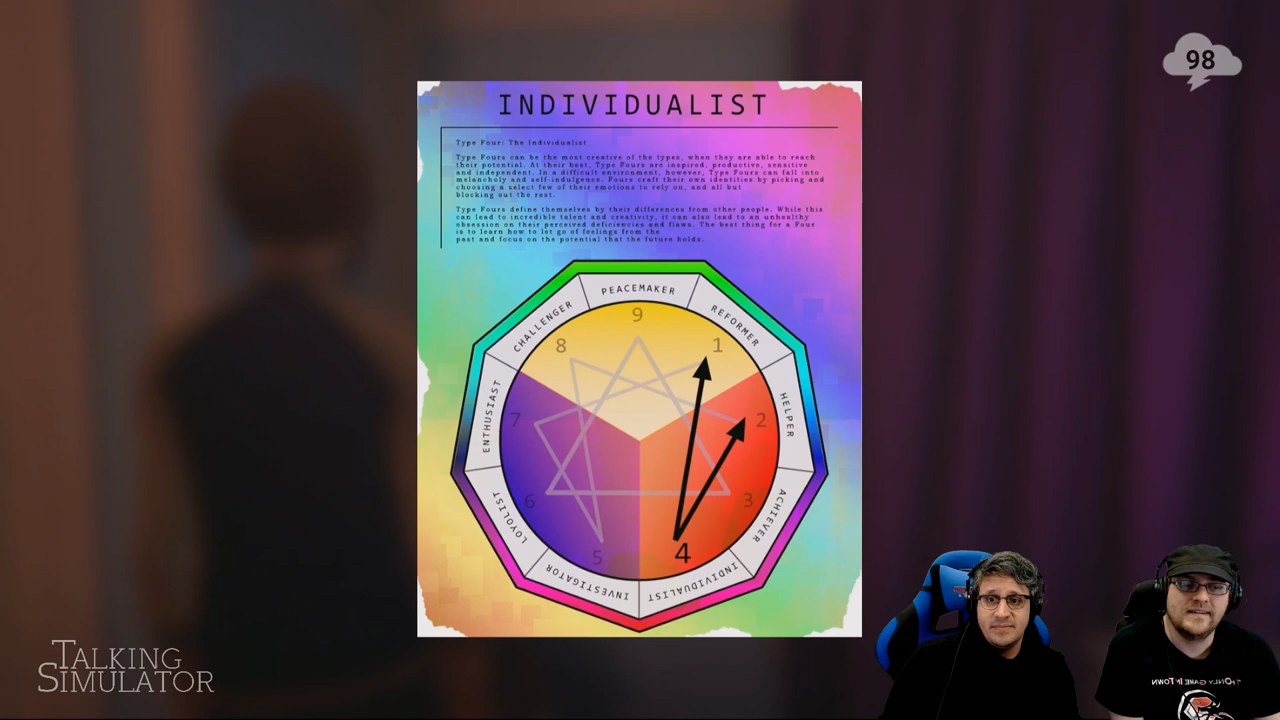 98
INDIVIDUALIST
Type Four: The Individualist
Type Fours can be the most creative of the types, when they are able to reach
their potential. At their best, Type Fours are inspired, productive, sensitive
and independent. In a difficult environment, however, Type Fours can fall into
melancholy and self-indulgence. Fours craft their own identities by picking and
choosing a select few of their emotions to rely on, and all but
blocking out the rest.
Type Fours define themselves by their differences from other people. While this
can lead to incredible talent and creativity, it can also lead to an unhealthy
obsession on their perceived deficiencies and flaws. The best thing for a Four
is to learn how to let go of feelings from the
past and focus on the potential that the future holds.
PEACEMAKER
REFORMER
HELPER
ACHIEVER
INDIVIDUALIST
INVESTIGATOR
LOYOLIST
ENTHUSIAST
CHALLENGER
9
1
2
3
4
5
6
7
8
TALKING
SIMULATOR
THE ONLY GAME IN TOWN